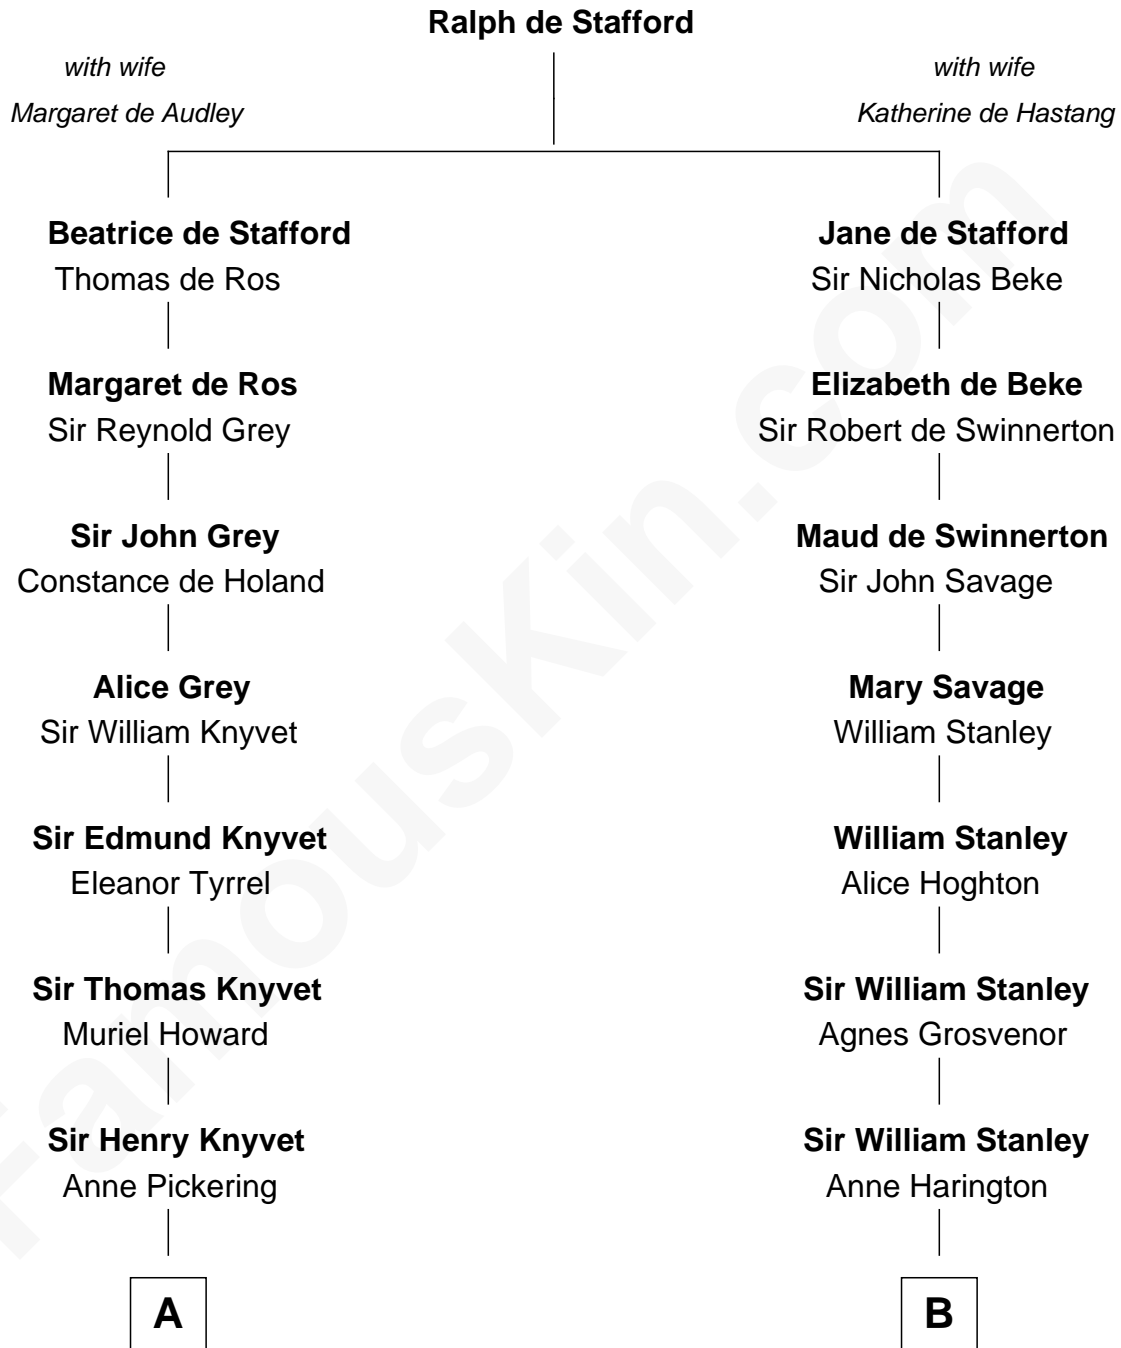 Ralph de Stafford
with wife
Margaret de Audley
with wife
Katherine de Hastang
Beatrice de Stafford
Thomas de Ros
Jane de Stafford
Sir Nicholas Beke
Margaret de Ros
Sir Reynold Grey
Elizabeth de Beke
Sir Robert de Swinnerton
Sir John Grey
Constance de Holand
Maud de Swinnerton
Sir John Savage
Alice Grey
Sir William Knyvet
Mary Savage
William Stanley
Sir Edmund Knyvet
Eleanor Tyrrel
William Stanley
Alice Hoghton
Sir Thomas Knyvet
Muriel Howard
Sir William Stanley
Agnes Grosvenor
Sir Henry Knyvet
Anne Pickering
Sir William Stanley
Anne Harington
A
B
FamousKin.com